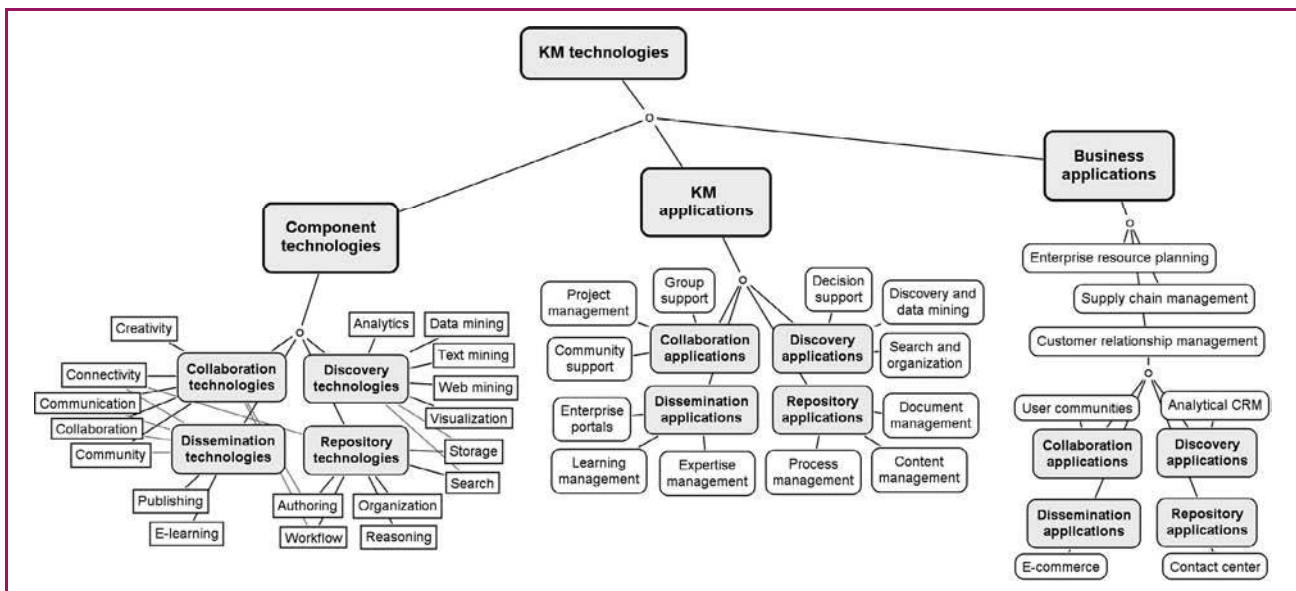 KM technologies
Business
applications
KM
applications
Component
technologies
Enterprise resource planning
Supply chain management
Customer relationship management
Creativity
Analytics
Data mining
Text mining
Web mining
Visualization
Connectivity
Communication
Collaboration
Community
Collaboration
technologies
Discovery
technologies
Dissemination
technologies
Repository
technologies
Storage
Search
Publishing
E-learning
Authoring
Workflow
Organization
Reasoning
Project
management
Group
support
Decision
support
Discovery and
data mining
Community
support
Collaboration
applications
Discovery
applications
Search and
organization
Enterprise
portals
Dissemination
applications
Repository
applications
Document
management
Learning
management
Expertise
management
Process
management
Content
management
User communities
Analytical CRM
Collaboration
applications
Discovery
applications
Dissemination
applications
Repository
applications
E-commerce
Contact center